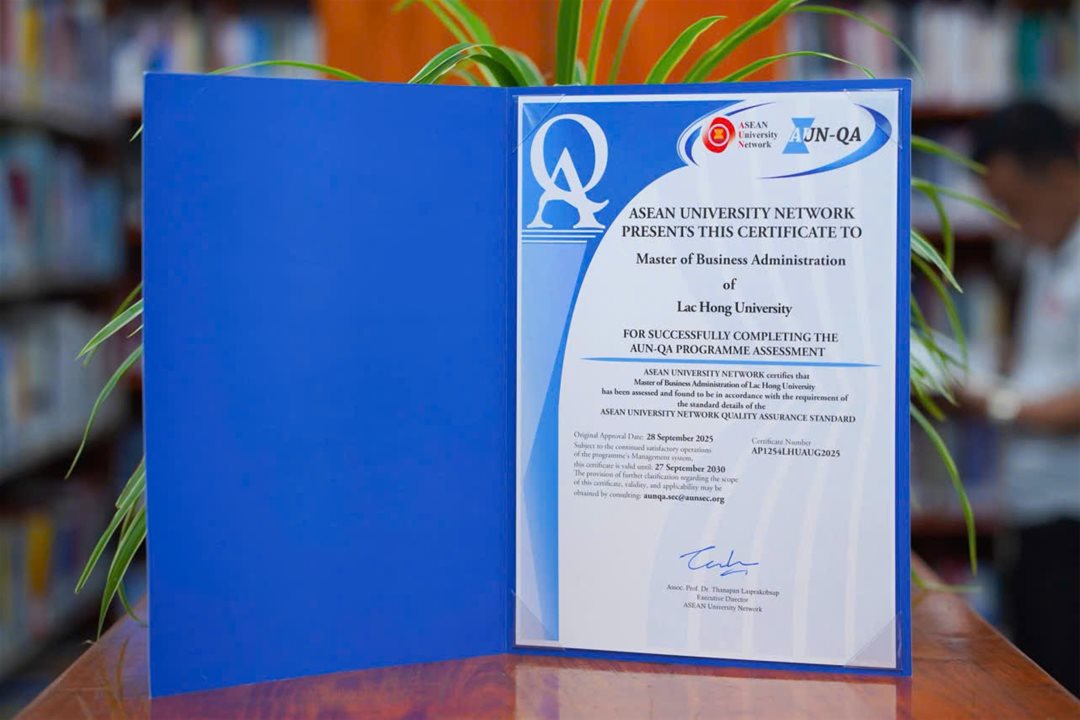 ASEAN
University
Network
AUN-QA
QA
ASEAN UNIVERSITY NETWORK
PRESENTS THIS CERTIFICATE TO
Master of Business Administration
of
Lac Hong University
FOR SUCCESSFULLY COMPLETING THE
AUN-QA PROGRAMME ASSESSMENT
ASEAN UNIVERSITY NETWORK certifies that
Master of Business Administration of Lac Hong University
has been assessed and found to be in accordance with the requirement of
the standard details of the
ASEAN UNIVERSITY NETWORK QUALITY ASSURANCE STANDARD
Original Approval Date: 28 September 2025
Subject to the continued satisfactory operations
of the programme's Management system,
this certificate is valid until: 27 September 2030
The provision of further clarification regarding the scope
of this certificate, validity, and applicability may be
obtained by consulting: aunqa.sec@aunsec.org
Certificate Number
AP1254LHUAUG2025
Assoc. Prof. Dr. Thanapan Laiprakobsap
Executive Director
ASEAN University Network